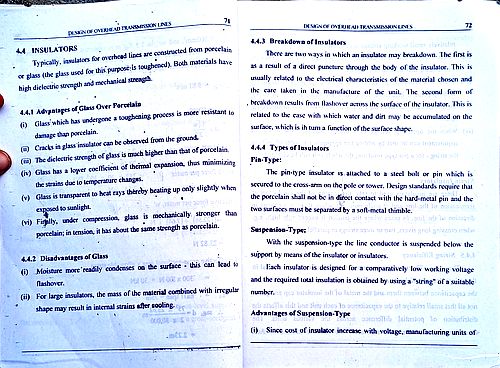 DESIGN OF OVERHEAD TRANSMISSION LINES 71
4.4 INSULATORS
Typically, insulators for overhead lines are constructed from porcelain
or glass (the glass used for this purpose is toughened). Both materials have
high dielectric strength and mechanical strength.
4.4.1 Advantages of Glass Over Porcelain
(i) Glass which has undergone a toughening process is more resistant to
damage than porcelain.
(ii) Cracks in glass insulator can be observed from the ground.
(iii) The dielectric strength of glass is much higher than that of porcelain.
(iv) Glass has a lower coefficient of thermal expansion, thus minimizing
the strains due to temperature changes.
(v) Glass is transparent to heat rays thereby heating up only slightly when
exposed to sunlight.
(vi) Finally, under compression, glass is mechanically stronger than
porcelain; in tension, it has about the same strength as porcelain.
4.4.2 Disadvantages of Glass
(i) Moisture more readily condenses on the surface - this can lead to
flashover.
(ii) For large insulators, the mass of the material combined with irregular
shape may result in internal strains after cooling.
DESIGN OF OVERHEAD TRANSMISSION LINES 72
4.4.3 Breakdown of Insulators
There are two ways in which an insulator may breakdown. The first is
as a result of a direct puncture through the body of the insulator. This is
usually related to the electrical characteristics of the material chosen and
the care taken in the manufacture of the unit. The second form of
breakdown results from flashover across the surface of the insulator. This is
related to the ease with which water and dirt may be accumulated on the
surface, which is in turn a function of the surface shape.
4.4.4 Types of Insulators
Pin-Type:
The pin-type insulator is attached to a steel bolt or pin which is
secured to the cross-arm on the pole or tower. Design standards require that
the porcelain shall not be in direct contact with the hard-metal pin and the
two surfaces must be separated by a soft-metal thimble.
Suspension-Type:
With the suspension-type the line conductor is suspended below the
support by means of the insulator or insulators.
Each insulator is designed for a comparatively low working voltage
and the required total insulation is obtained by using a "string" of a suitable
number.
Advantages of Suspension-Type
(i) Since cost of insulator increase with voltage, manufacturing units of